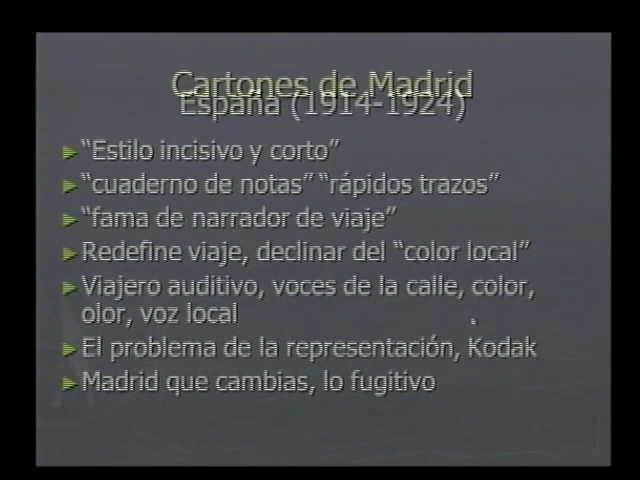 Cartones de Madrid
España (1914-1924)
“Estilo incisivo y corto”
“cuaderno de notas” “rápidos trazos”
“fama de narrador de viaje”
Redefine viaje, declinar del “color local”
Viajero auditivo, voces de la calle, color,
olor, voz local
El problema de la representación, Kodak
Madrid que cambias, lo fugitivo